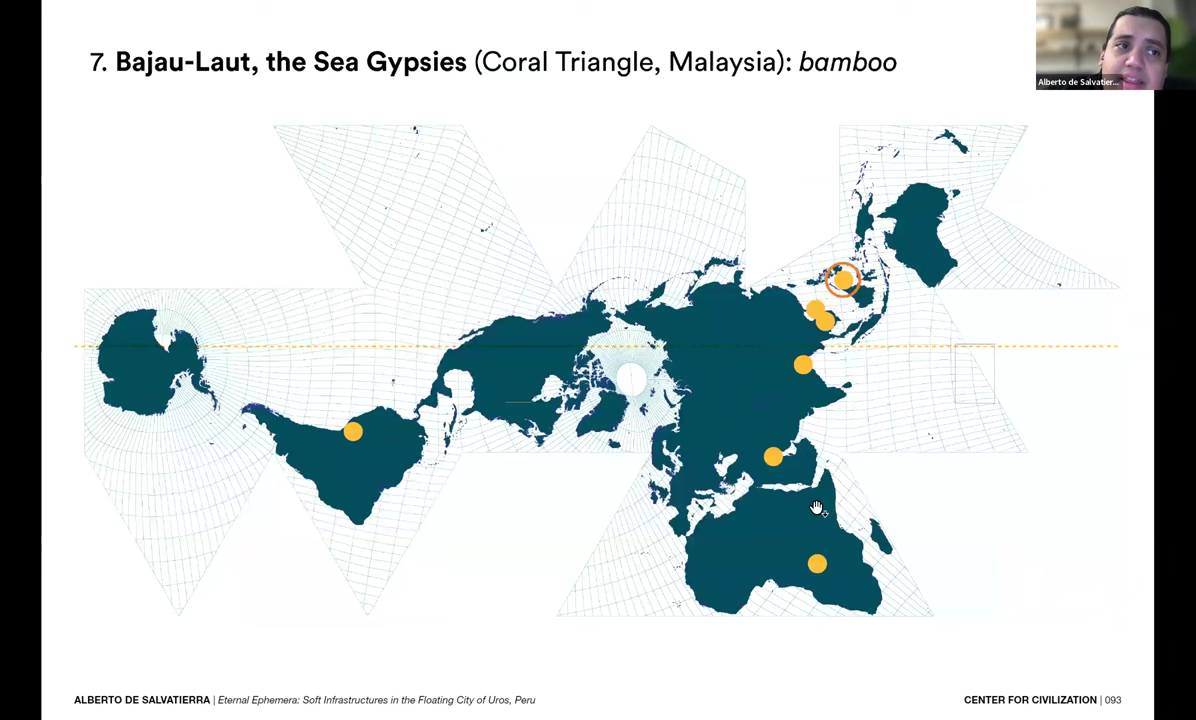 7. Bajau-Laut, the Sea Gypsies (Coral Triangle, Malaysia): bamboo
Alberto de Salvatier...
ALBERTO DE SALVATIERRA | Eternal Ephemera: Soft Infrastructures in the Floating City of Uros, Peru
CENTER FOR CIVILIZATION | 093